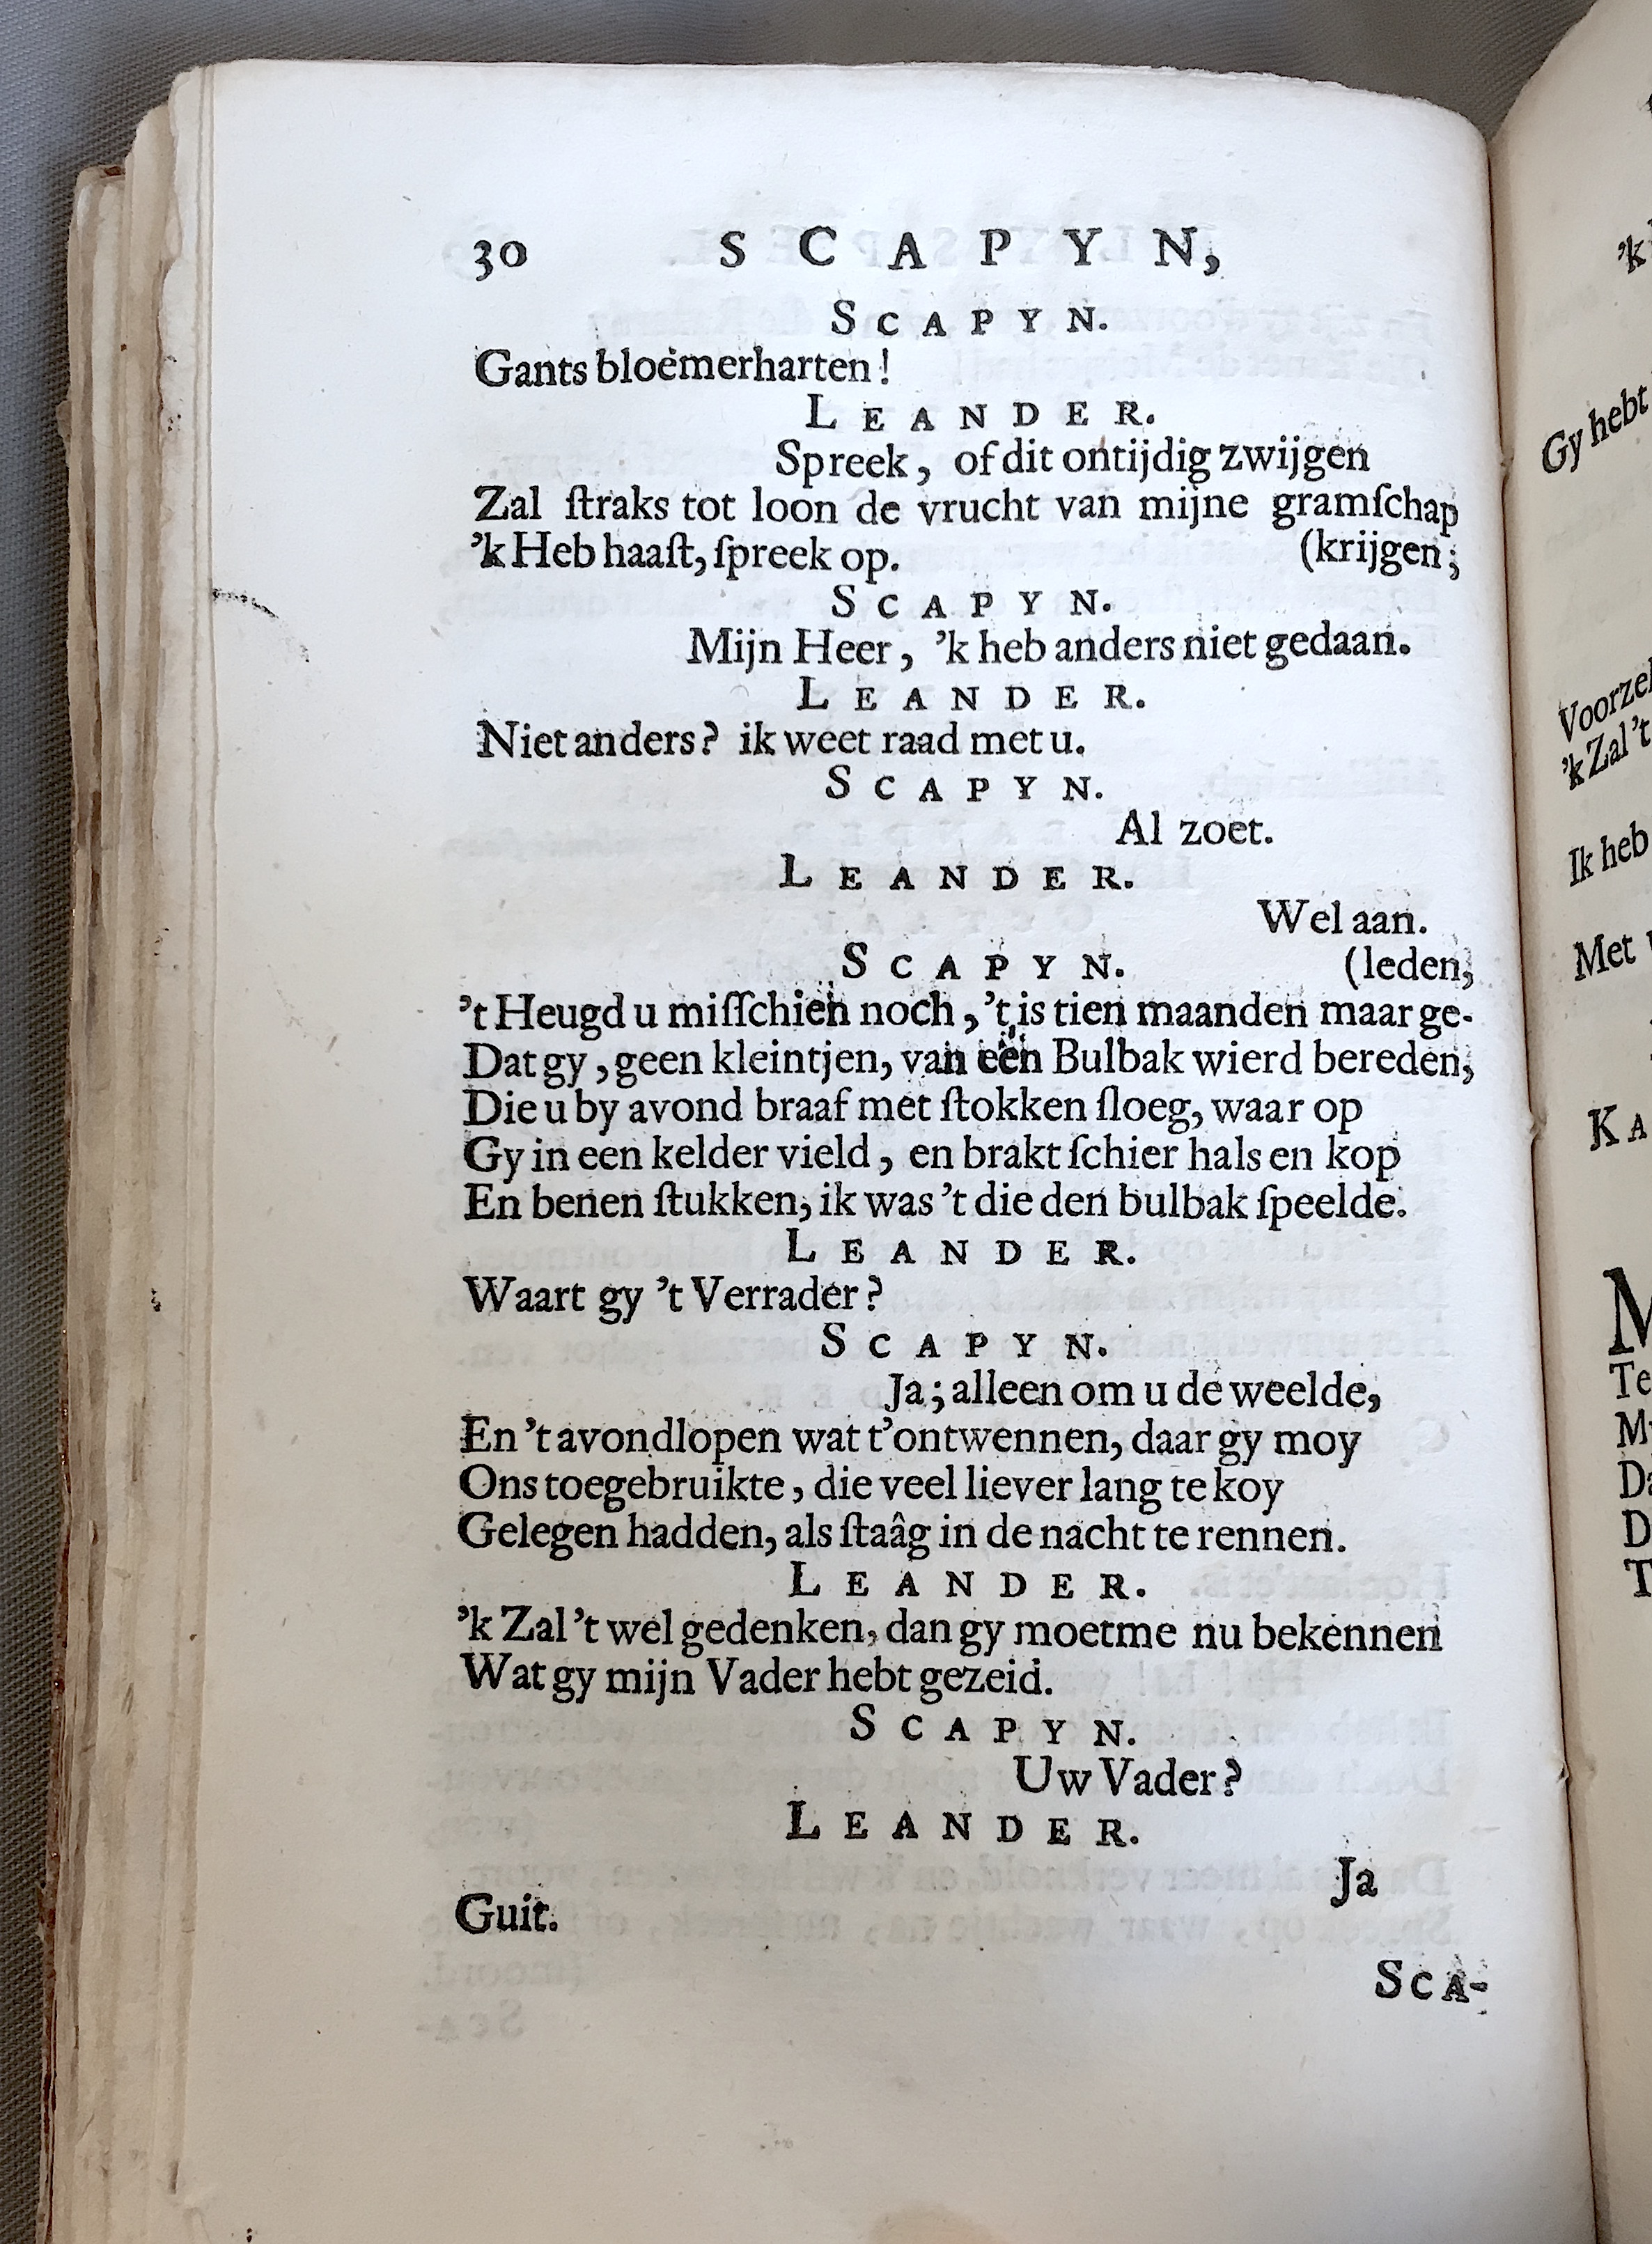 30 SCAPYN,
SCAPYN.
Gants bloemerharten!
LEANDER.
Spreek, of dit ontijdig zwijgen
Zal ſtraks tot loon de vrucht van mijne gramſchap
'k Heb haaſt, ſpreek op. (krijgen;
SCAPYN.
Mijn Heer, 'k heb anders niet gedaan.
LEANDER.
Niet anders? ik weet raad met u.
SCAPYN.
Al zoet.
LEANDER.
Wel aan.
SCAPYN. (leden,
't Heugd u miſſchien noch, 't is tien maanden maar ge-
Dat gy, geen kleintjen, van een Bulbak wierd bereden,
Die u by avond braaf met ſtokken ſloeg, waar op
Gy in een kelder vield, en brakt ſchier hals en kop
En benen ſtukken, ik was 't die den bulbak ſpeelde.
LEANDER.
Waart gy 't Verrader?
SCAPYN.
Ja; alleen om u de weelde,
En 't avondlopen wat t'ontwennen, daar gy moy
Ons toegebruikte, die veel liever lang te koy
Gelegen hadden, als ſtaâg in de nacht te rennen.
LEANDER.
'k Zal 't wel gedenken, dan gy moetme nu bekennen
Wat gy mijn Vader hebt gezeid.
SCAPYN.
Uw Vader?
LEANDER.
Ja
Guit.
SCA-
'k
Gy hebt
'k Zal 't
Ik heb
Met
KA
M
Te
Da
D
T